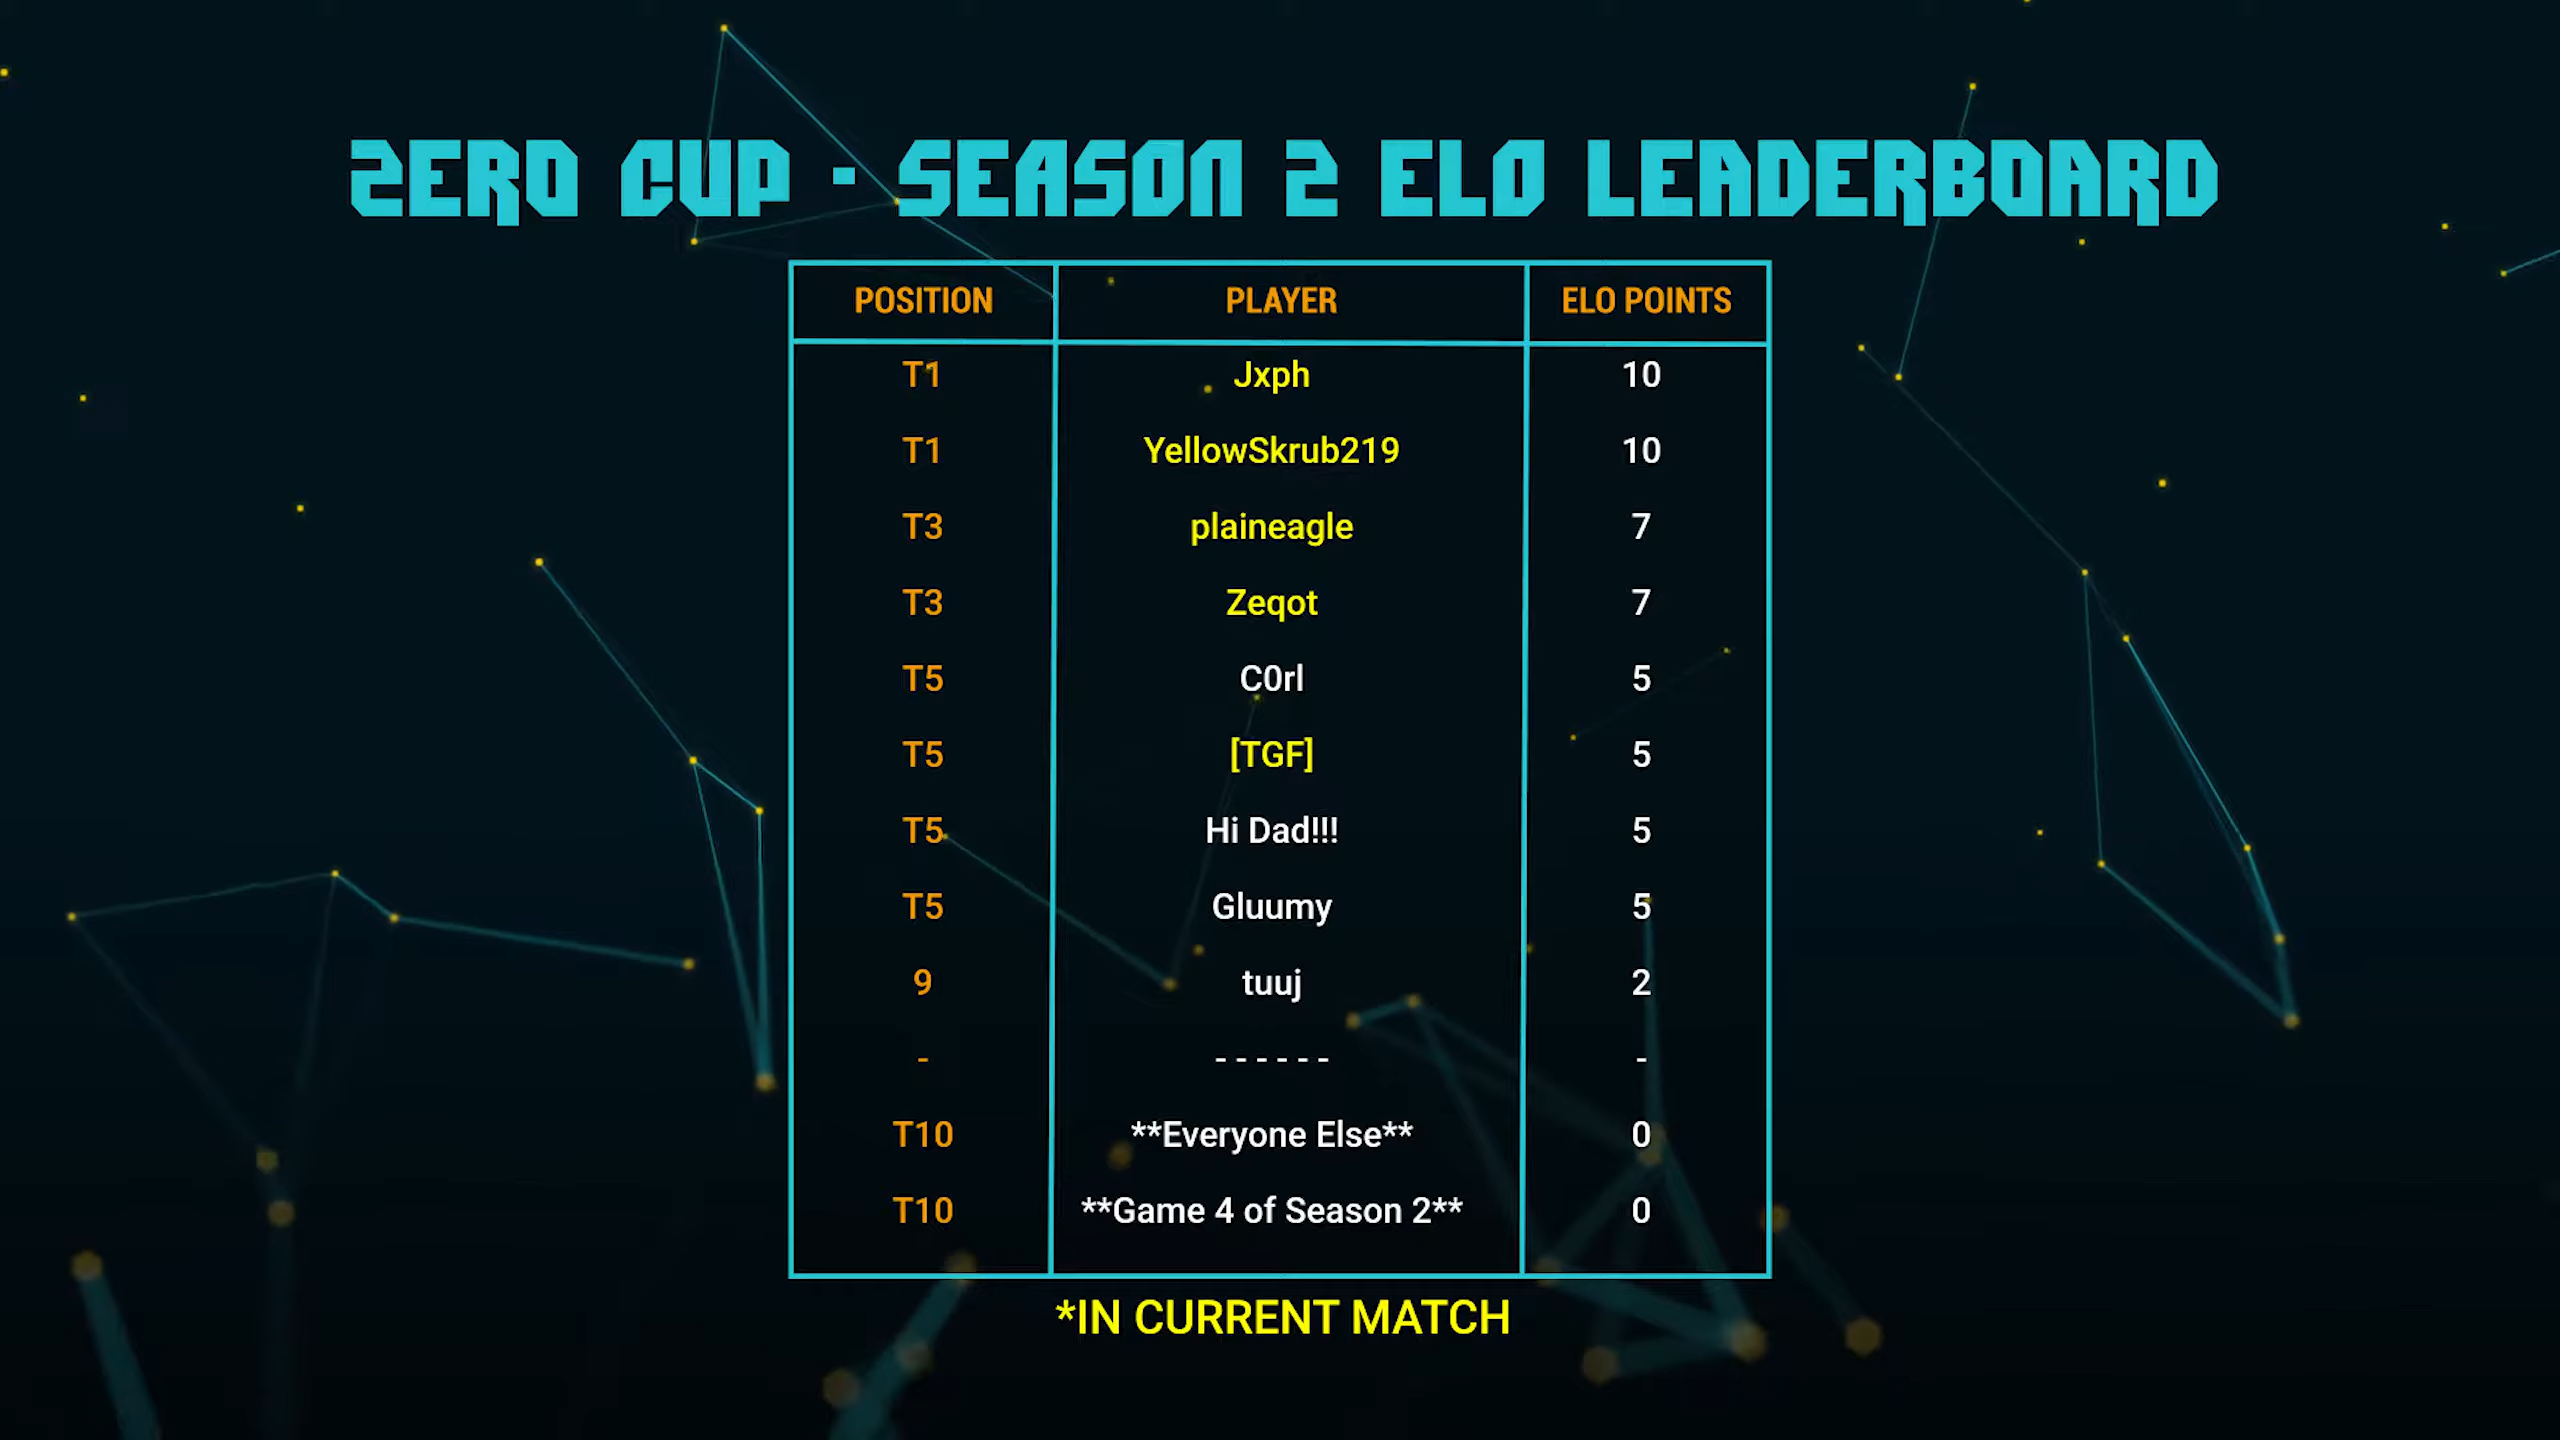 ZERO CUP - SEASON 2 ELO LEADERBOARD
POSITION PLAYER ELO POINTS
T1 Jxph 10
T1 YellowSkrub219 10
T3 plaineagle 7
T3 Zeqot 7
T5 C0rl 5
T5 [TGF] 5
T5 Hi Dad!!! 5
T5 Gluumy 5
9 tuuj 2
- - - - - - - -
T10 **Everyone Else** 0
T10 **Game 4 of Season 2** 0
*IN CURRENT MATCH